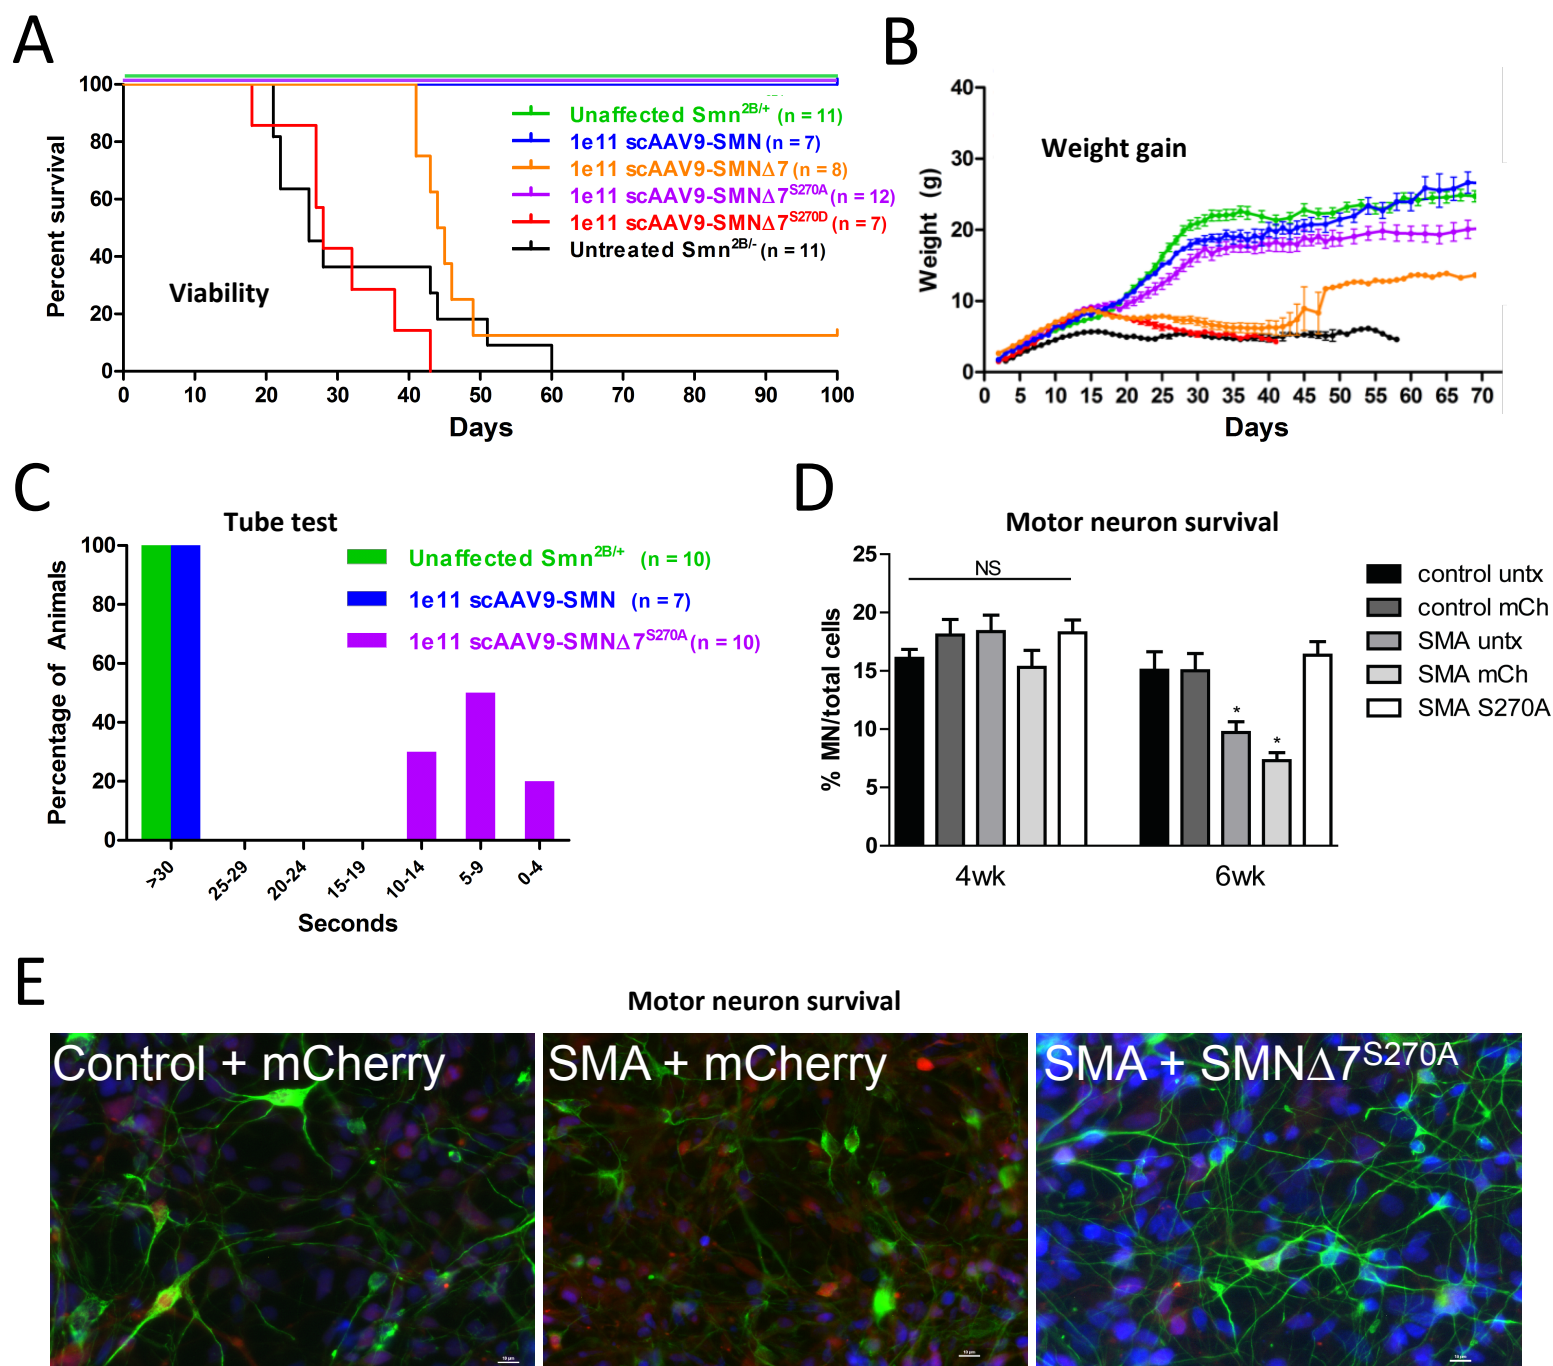 A
Percent survival
100
80
60
40
20
0
0 10 20 30 40 50 60 70 80 90 100
Days
Viability
Unaffected Smn2B/+ (n = 11)
1e11 scAAV9-SMN (n = 7)
1e11 scAAV9-SMNΔ7 (n = 8)
1e11 scAAV9-SMNΔ7S270A (n = 12)
1e11 scAAV9-SMNΔ7S270D (n = 7)
Untreated Smn2B/- (n = 11)
B
Weight (g)
40
30
20
10
0
0 5 10 15 20 25 30 35 40 45 50 55 60 65 70
Days
Weight gain
C
Tube test
Percentage of Animals
100
80
60
40
20
0
>30 25-29 20-24 15-19 10-14 5-9 0-4
Seconds
Unaffected Smn2B/+ (n = 10)
1e11 scAAV9-SMN (n = 7)
1e11 scAAV9-SMNΔ7S270A (n = 10)
D
Motor neuron survival
% MN/total cells
25
20
15
10
5
0
NS
*
*
4wk 6wk
control untx
control mCh
SMA untx
SMA mCh
SMA S270A
E
Motor neuron survival
Control + mCherry
SMA + mCherry
SMA + SMNΔ7S270A